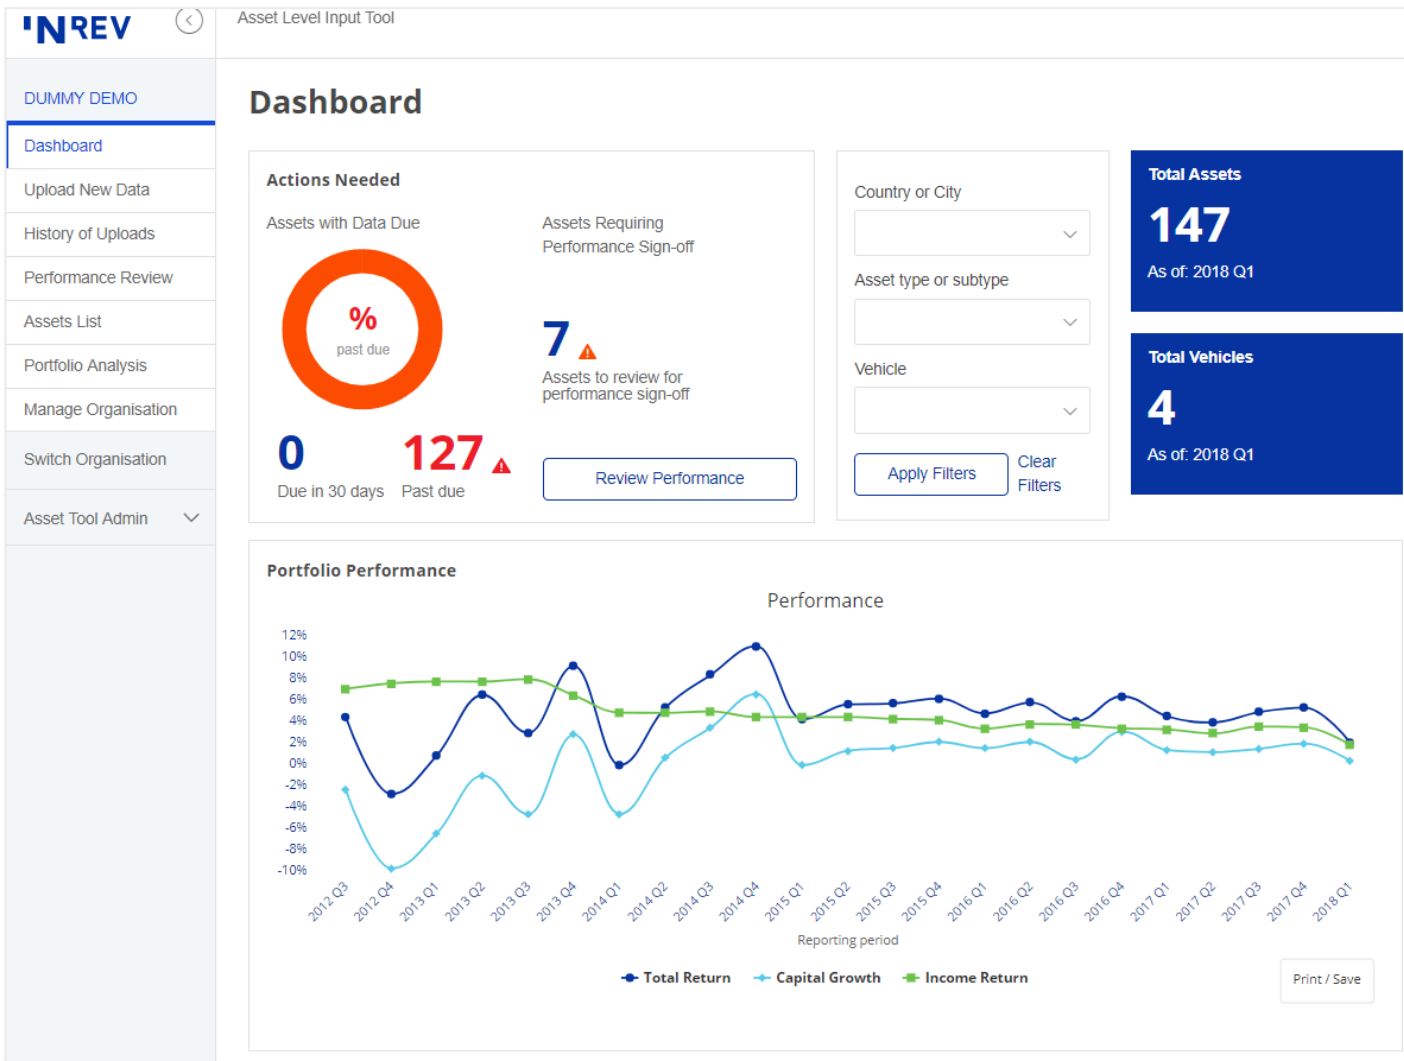 INREV
Asset Level Input Tool
DUMMY DEMO
Dashboard
Upload New Data
History of Uploads
Performance Review
Assets List
Portfolio Analysis
Manage Organisation
Switch Organisation
Asset Tool Admin
Dashboard
Actions Needed
Assets with Data Due
%
past due
0
Due in 30 days
127
Past due
Assets Requiring
Performance Sign-off
7
Assets to review for
performance sign-off
Review Performance
Country or City
Asset type or subtype
Vehicle
Apply Filters
Clear
Filters
Total Assets
147
As of: 2018 Q1
Total Vehicles
4
As of: 2018 Q1
Portfolio Performance
Performance
12%
10%
8%
6%
4%
2%
0%
-2%
-4%
-6%
-8%
-10%
2012 Q3
2012 Q4
2013 Q1
2013 Q2
2013 Q3
2013 Q4
2014 Q1
2014 Q2
2014 Q3
2014 Q4
2015 Q1
2015 Q2
2015 Q3
2015 Q4
2016 Q1
2016 Q2
2016 Q3
2016 Q4
2017 Q1
2017 Q2
2017 Q3
2017 Q4
2018 Q1
Reporting period
Total Return
Capital Growth
Income Return
Print / Save